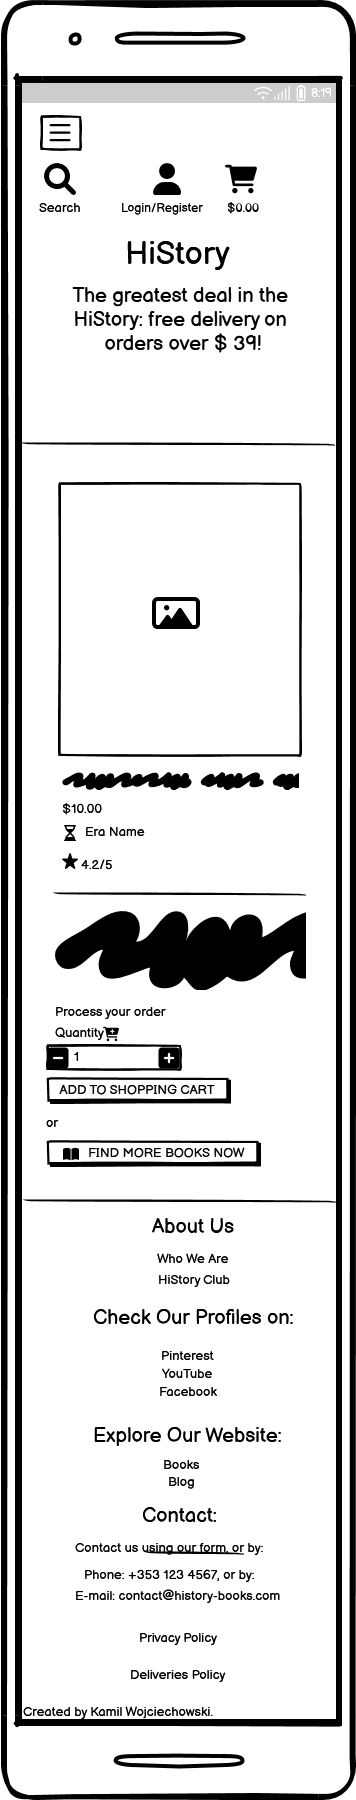 8:19
Search Login/Register $0.00
HiStory
The greatest deal in the
HiStory: free delivery on
orders over $ 39!
$10.00
Era Name
4.2/5
Process your order
Quantity
1
ADD TO SHOPPING CART
or
FIND MORE BOOKS NOW
About Us
Who We Are
HiStory Club
Check Our Profiles on:
Pinterest
YouTube
Facebook
Explore Our Website:
Books
Blog
Contact:
Contact us using our form, or by:
Phone: +353 123 4567, or by:
E-mail: contact@history-books.com
Privacy Policy
Deliveries Policy
Created by Kamil Wojciechowski.